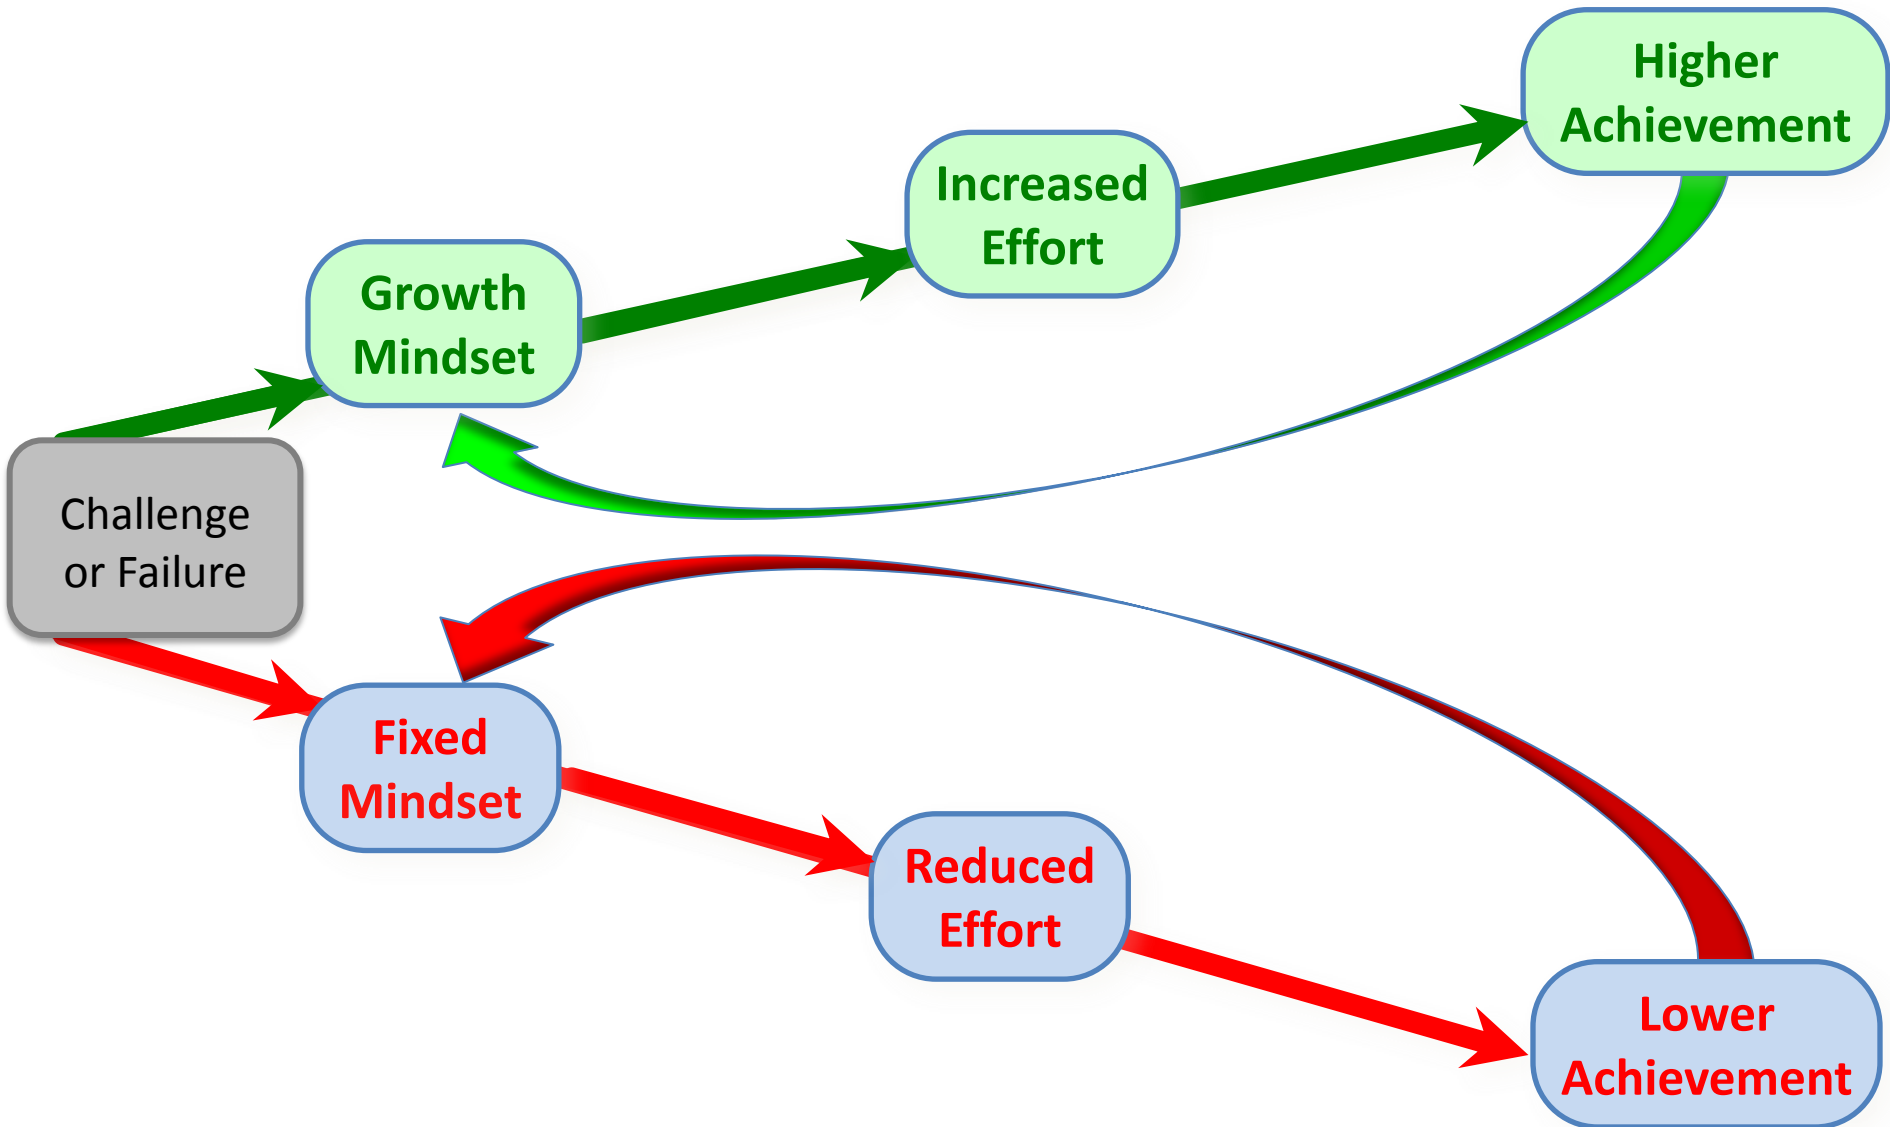 Higher
Achievement
Increased
Effort
Growth
Mindset
Challenge
or Failure
Fixed
Mindset
Reduced
Effort
Lower
Achievement